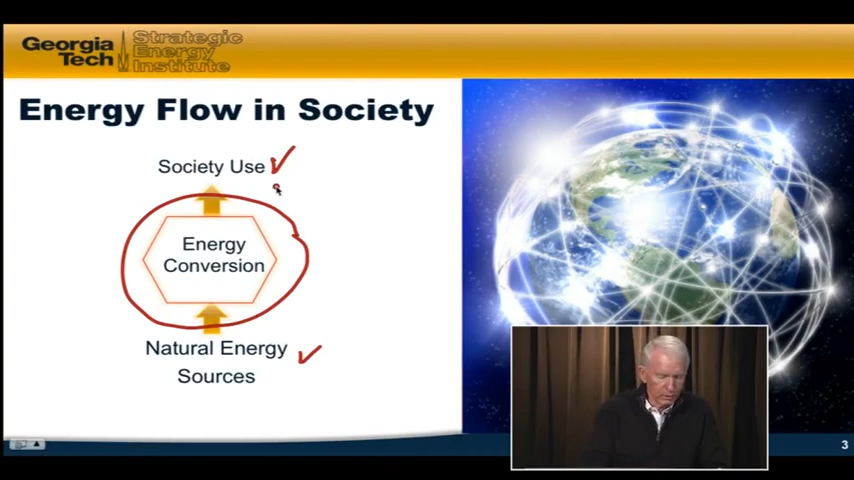 Georgia
Tech
Strategic
Energy
Institute
Energy Flow in Society
Society Use
Energy
Conversion
Natural Energy
Sources
3